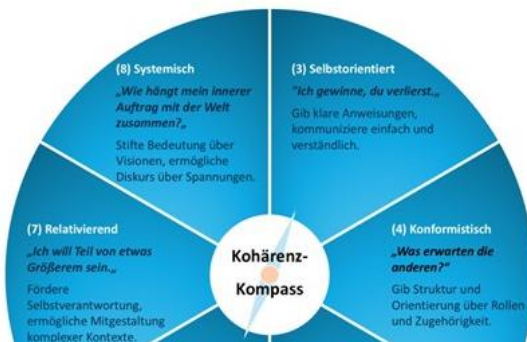 (8) Systemisch
„Wie hängt mein innerer
Auftrag mit der Welt
zusammen?„
Stifte Bedeutung über
Visionen, ermögliche
Diskurs über Spannungen.
(3) Selbstorientiert
"Ich gewinne, du verlierst.„
Gib klare Anweisungen,
kommuniziere einfach und
verständlich.
(7) Relativierend
„Ich will Teil von etwas
Größerem sein.„
Fördere
Selbstverantwortung,
ermögliche Mitgestaltung
komplexer Kontexte.
Kohärenz-
Kompass
(4) Konformistisch
„Was erwarten die
anderen?"
Gib Struktur und
Orientierung über Rollen
und Zugehörigkeit.